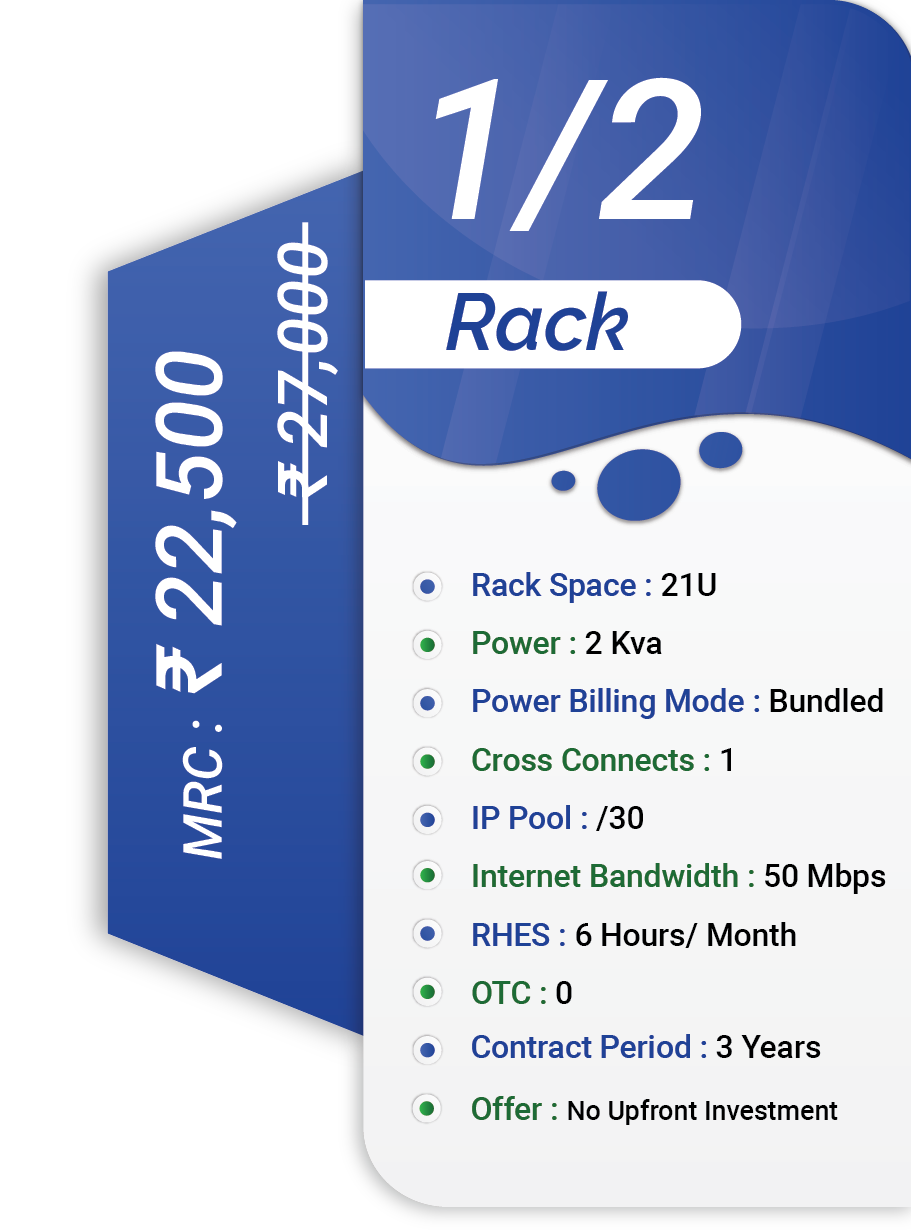 1/2
Rack
₹ 27,000
MRC : ₹ 22,500
Rack Space : 21U
Power : 2 Kva
Power Billing Mode : Bundled
Cross Connects : 1
IP Pool : /30
Internet Bandwidth : 50 Mbps
RHES : 6 Hours/ Month
OTC : 0
Contract Period : 3 Years
Offer : No Upfront Investment